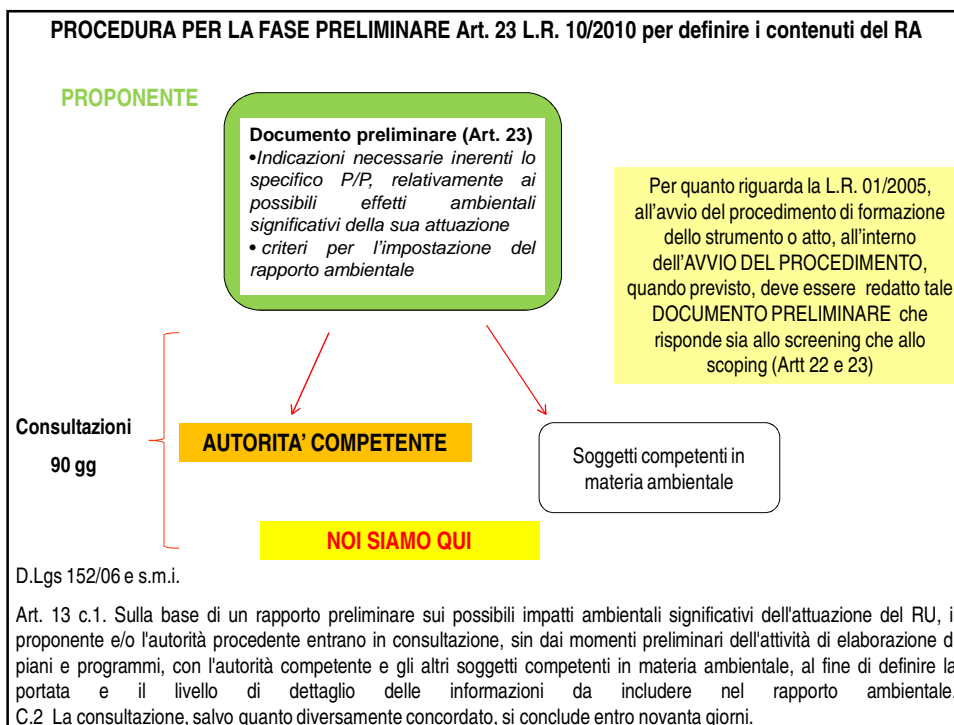 PROCEDURA PER LA FASE PRELIMINARE Art. 23 L.R. 10/2010 per definire i contenuti del RA
PROPONENTE
Documento preliminare (Art. 23)
•Indicazioni necessarie inerenti lo
specifico P/P, relativamente ai
possibili effetti ambientali
significativi della sua attuazione
• criteri per l'impostazione del
rapporto ambientale
Per quanto riguarda la L.R. 01/2005,
all'avvio del procedimento di formazione
dello strumento o atto, all'interno
dell'AVVIO DEL PROCEDIMENTO,
quando previsto, deve essere redatto tale
DOCUMENTO PRELIMINARE che
risponde sia allo screening che allo
scoping (Artt 22 e 23)
Consultazioni
90 gg
AUTORITA' COMPETENTE
Soggetti competenti in
materia ambientale
NOI SIAMO QUI
D.Lgs 152/06 e s.m.i.
Art. 13 c.1. Sulla base di un rapporto preliminare sui possibili impatti ambientali significativi dell'attuazione del RU, i
proponente e/o l'autorità procedente entrano in consultazione, sin dai momenti preliminari dell'attività di elaborazione d
piani e programmi, con l'autorità competente e gli altri soggetti competenti in materia ambientale, al fine di definire la
portata e il livello di dettaglio delle informazioni da includere nel rapporto ambientale.
C.2 La consultazione, salvo quanto diversamente concordato, si conclude entro novanta giorni.